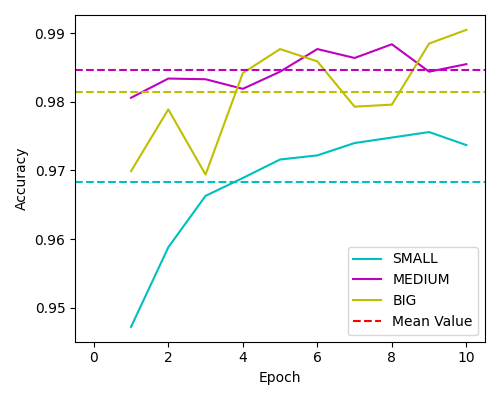 0.99
0.98
0.97
0.96
0.95
Accuracy
0 2 4 6 8 10
Epoch
SMALL
MEDIUM
BIG
Mean Value